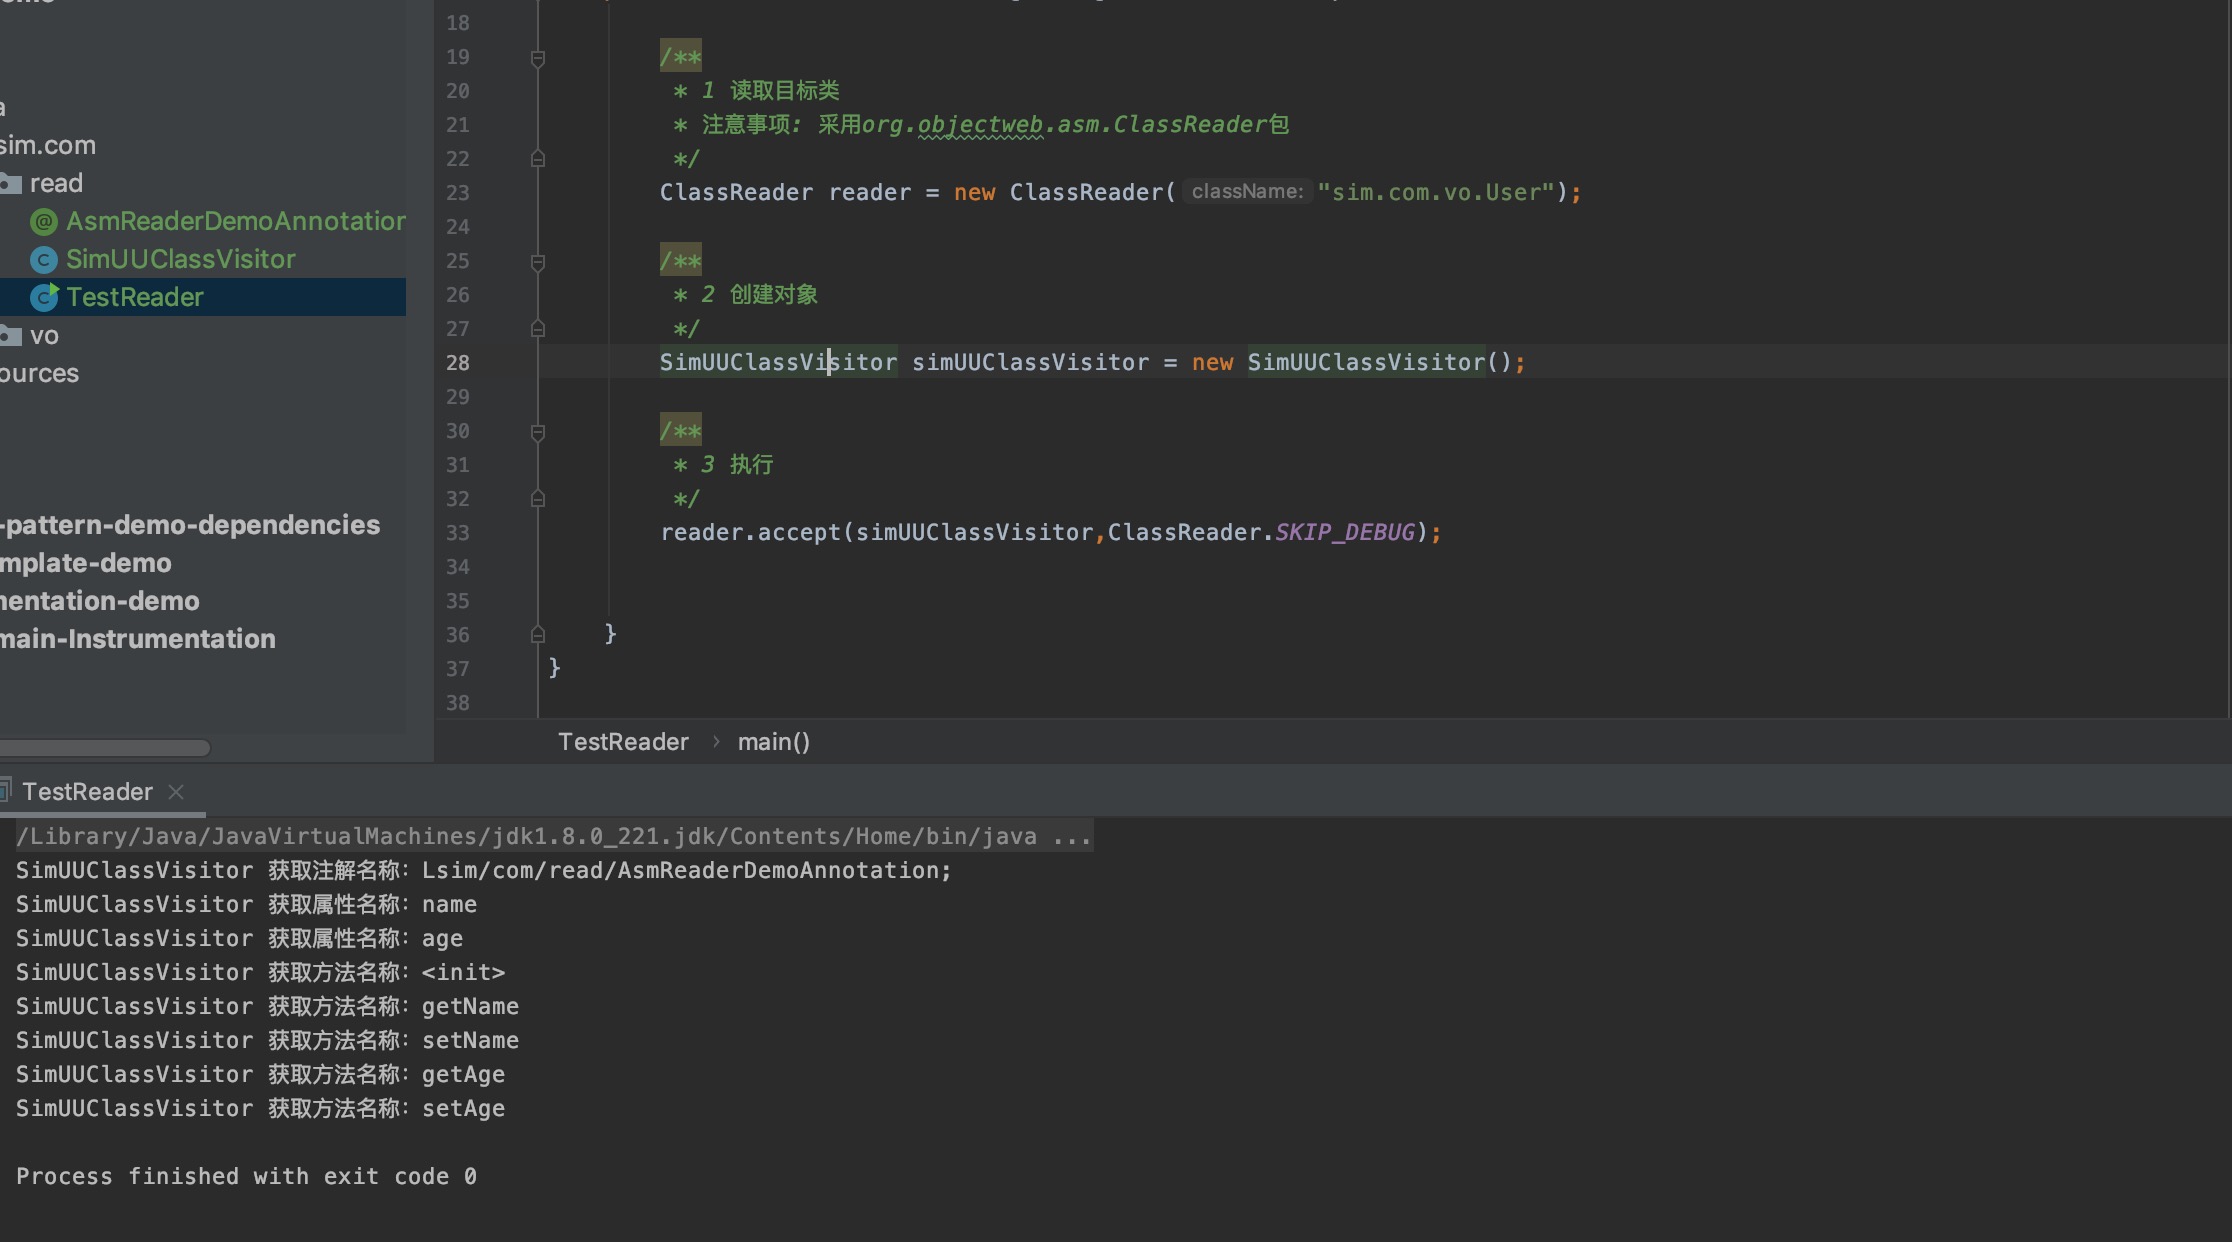 sim.com
read
AsmReaderDemoAnnotation
SimUUClassVisitor
TestReader
vo
ources
-pattern-demo-dependencies
mplate-demo
nentation-demo
main-Instrumentation
18
19 /**
20 * 1 读取目标类
21 * 注意事项: 采用org.objectweb.asm.ClassReader包
22 */
23 ClassReader reader = new ClassReader( className: "sim.com.vo.User");
24
25 /**
26 * 2 创建对象
27 */
28 SimUUClassVisitor simUUClassVisitor = new SimUUClassVisitor();
29
30 /**
31 * 3 执行
32 */
33 reader.accept(simUUClassVisitor,ClassReader.SKIP_DEBUG);
34
35
36 }
37 }
38
TestReader › main()
TestReader ×
/Library/Java/JavaVirtualMachines/jdk1.8.0_221.jdk/Contents/Home/bin/java ...
SimUUClassVisitor 获取注解名称：Lsim/com/read/AsmReaderDemoAnnotation;
SimUUClassVisitor 获取属性名称：name
SimUUClassVisitor 获取属性名称：age
SimUUClassVisitor 获取方法名称：<init>
SimUUClassVisitor 获取方法名称：getName
SimUUClassVisitor 获取方法名称：setName
SimUUClassVisitor 获取方法名称：getAge
SimUUClassVisitor 获取方法名称：setAge
Process finished with exit code 0